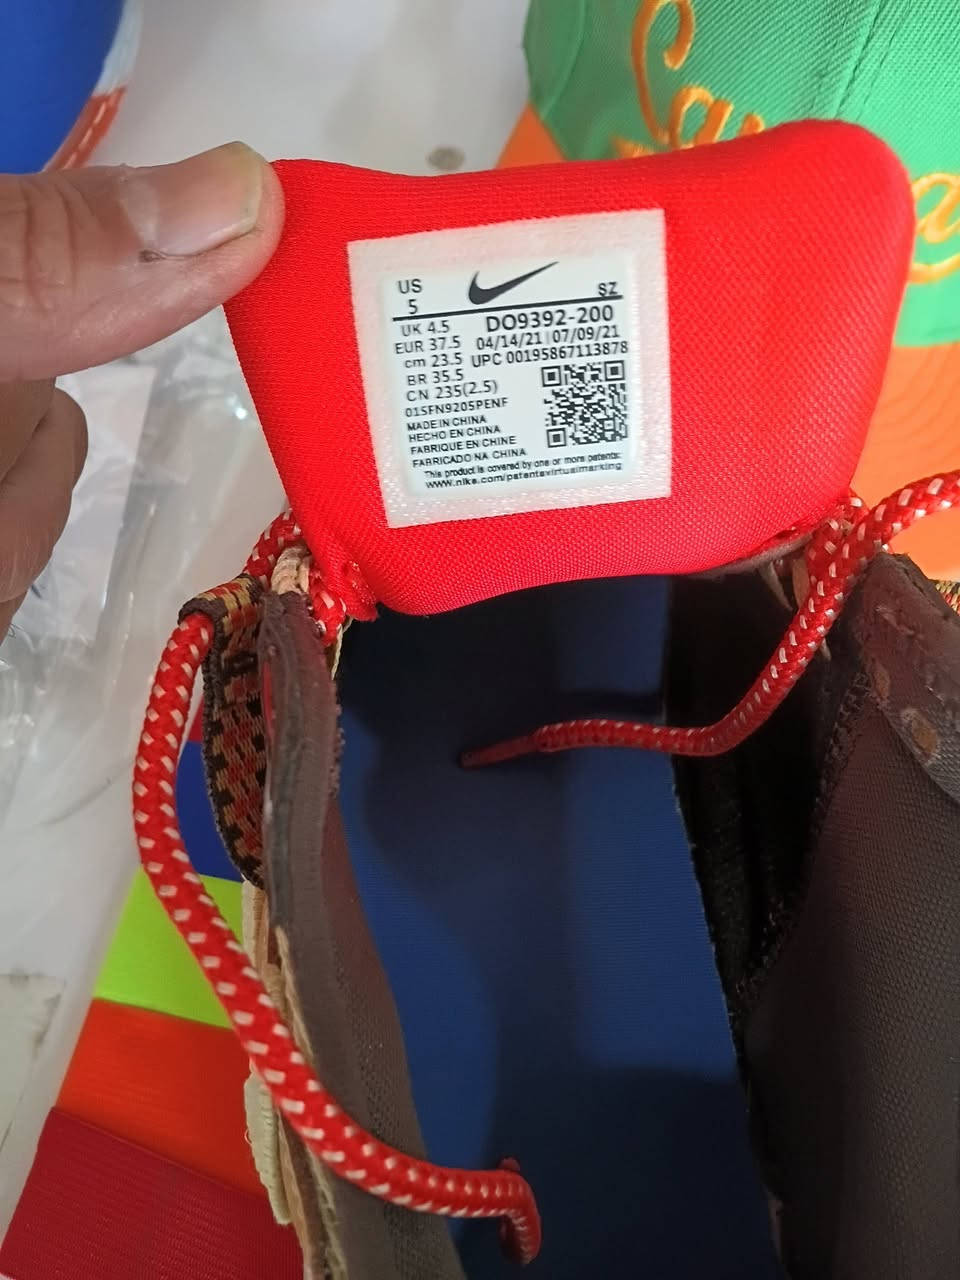 US
5
UK 4.5
EUR 37.5
cm 23.5
BR 35.5
CN 235(2.5)
SZ
DO9392-200
04/14/21 | 07/09/21
UPC 00195867113878
01SFN9205PENF
MADE IN CHINA
HECHO EN CHINA
FABRIQUE EN CHINE
FABRICADO NA CHINA
This product is covered by one or more patents:
www.nike.com/patentsvirtualmarking